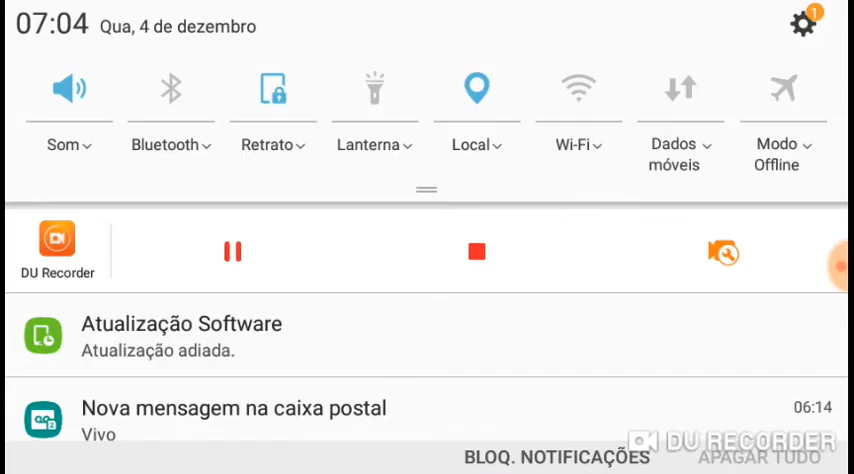 07:04 Qua, 4 de dezembro
1
Som Bluetooth Retrato Lanterna Local Wi-Fi Dados móveis Modo Offline
DU Recorder
Atualização Software
Atualização adiada.
Nova mensagem na caixa postal 06:14
Vivo
DU RECORDER
BLOQ. NOTIFICAÇÕES APAGAR TUDO